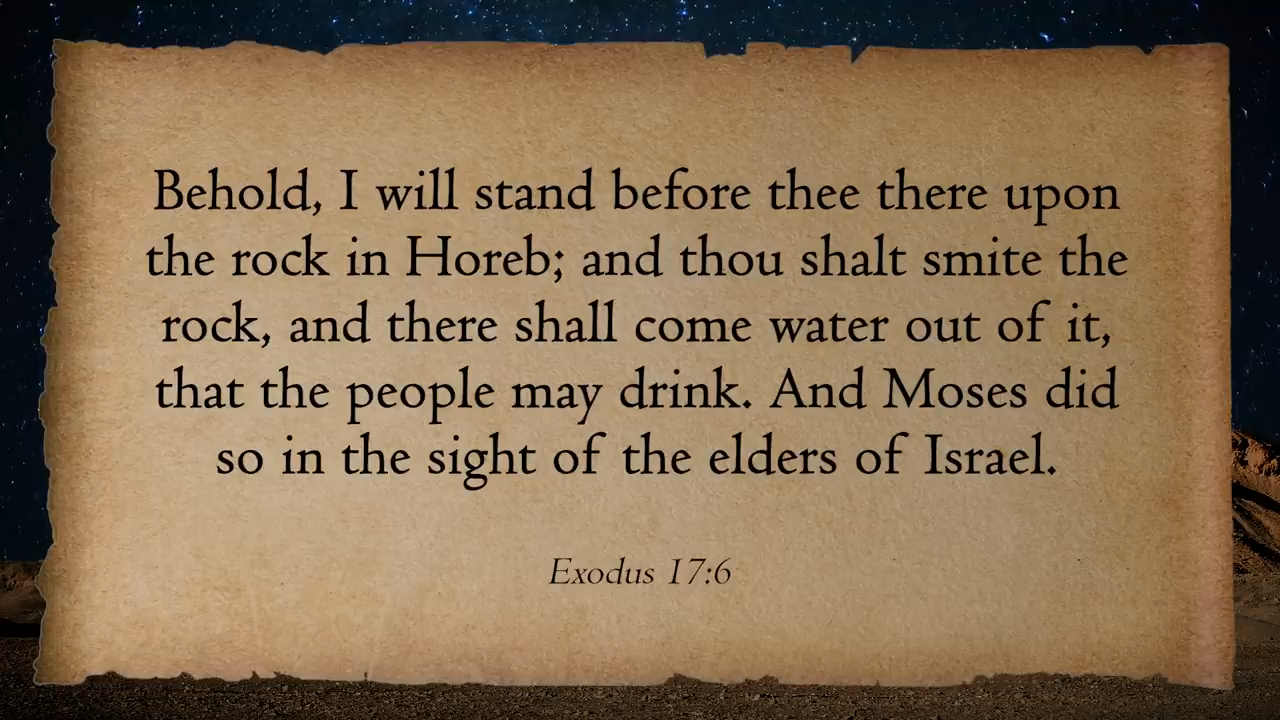 Behold, I will stand before thee there upon
the rock in Horeb; and thou shalt smite the
rock, and there shall come water out of it,
that the people may drink. And Moses did
so in the sight of the elders of Israel.
Exodus 17:6